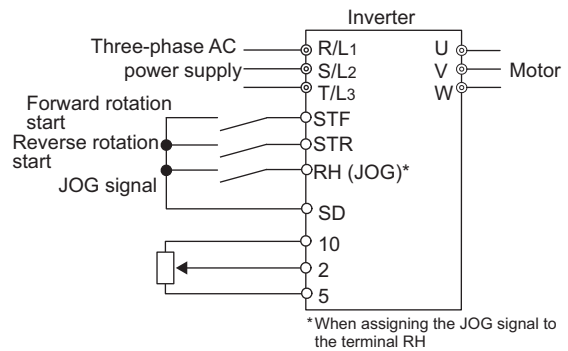 Inverter
Three-phase AC
power supply
R/L1
S/L2
T/L3
U
V
W
Motor
Forward rotation
start
Reverse rotation
start
JOG signal
STF
STR
RH (JOG)*
SD
10
2
5
*When assigning the JOG signal to
the terminal RH